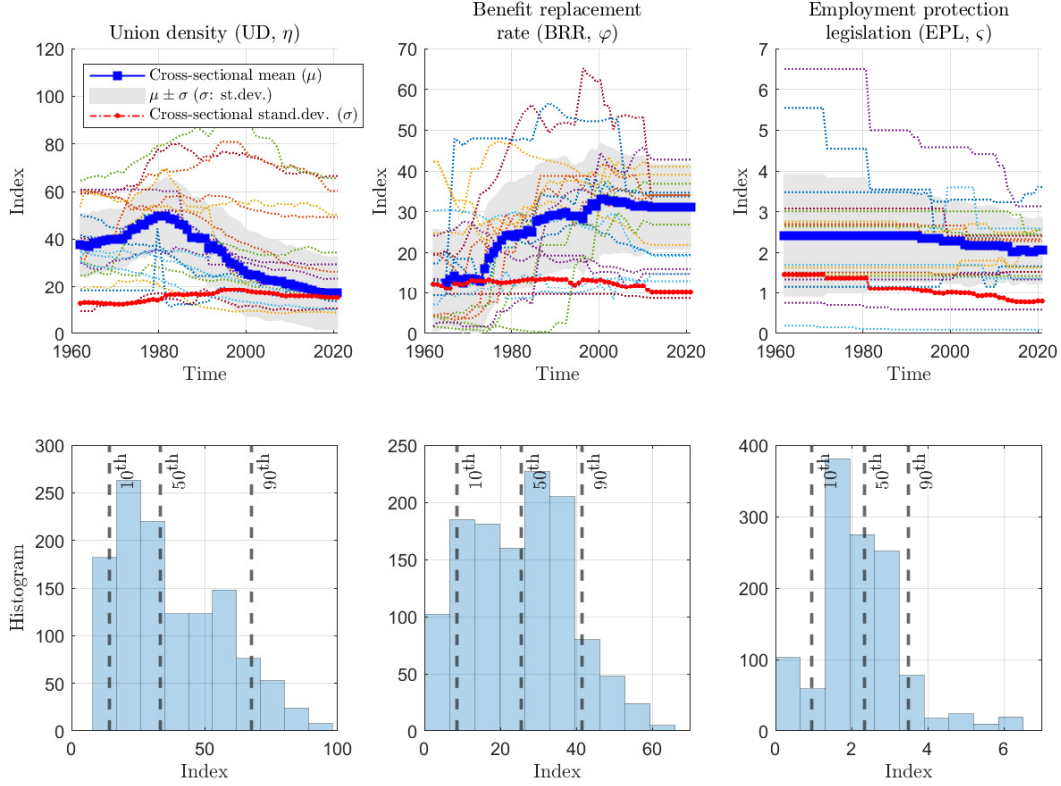 Union density (UD, η)
120
100
80
60
40
20
0
Index
1960
1980
2000
2020
Time
Cross-sectional mean (μ)
μ ± σ (σ: st.dev.)
Cross-sectional stand.dev. (σ)
Benefit replacement
rate (BRR, φ)
70
60
50
40
30
20
10
0
Index
1960
1980
2000
2020
Time
Employment protection
legislation (EPL, ς)
7
6
5
4
3
2
1
0
Index
1960
1980
2000
2020
Time
300
250
200
150
100
50
0
Histogram
10th
50th
90th
0
50
100
Index
250
200
150
100
50
0
10th
50th
90th
0
20
40
60
Index
400
300
200
100
0
10th
50th
90th
0
2
4
6
Index